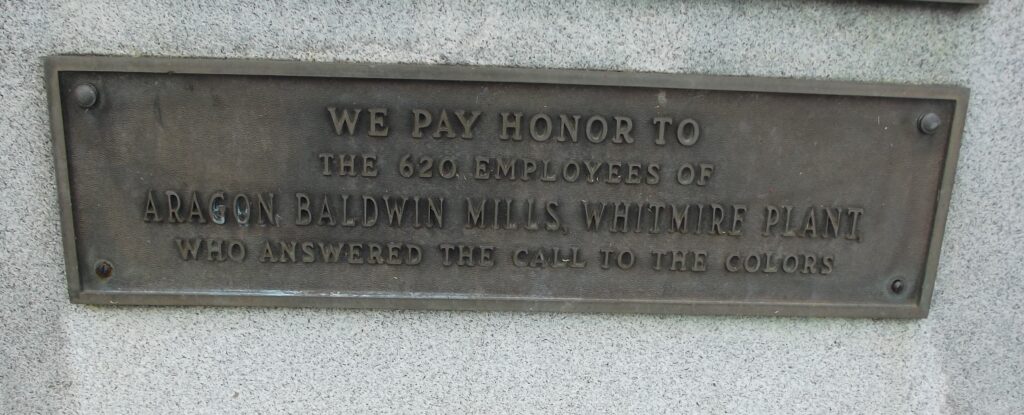 WE PAY HONOR TO
THE 620 EMPLOYEES OF
ARAGON BALDWIN MILLS, WHITMIRE PLANT,
WHO ANSWERED THE CALL TO THE COLORS